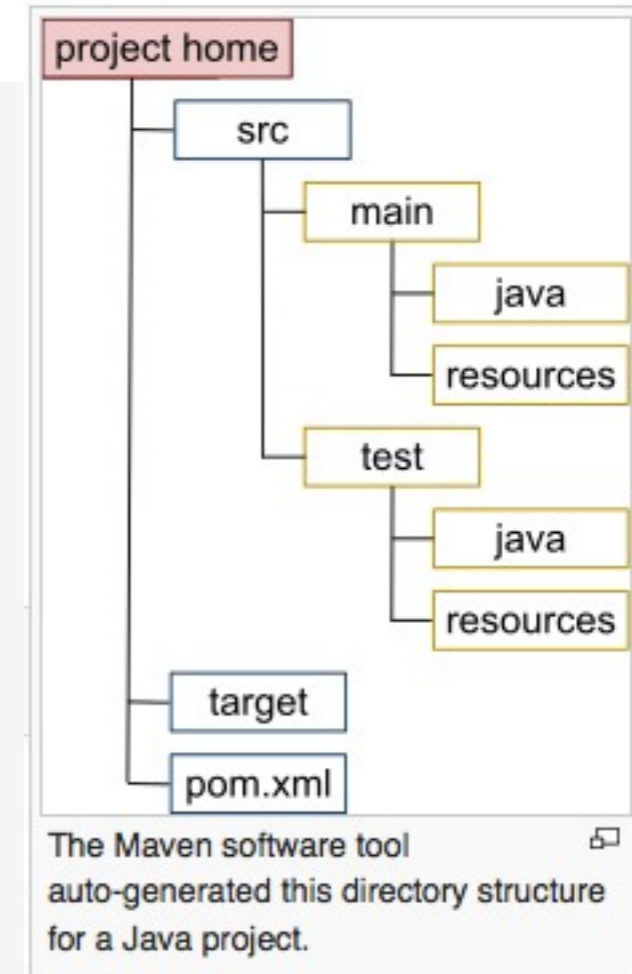 project home
src
main
java
resources
test
java
resources
target
pom.xml
The Maven software tool
auto-generated this directory structure
for a Java project.